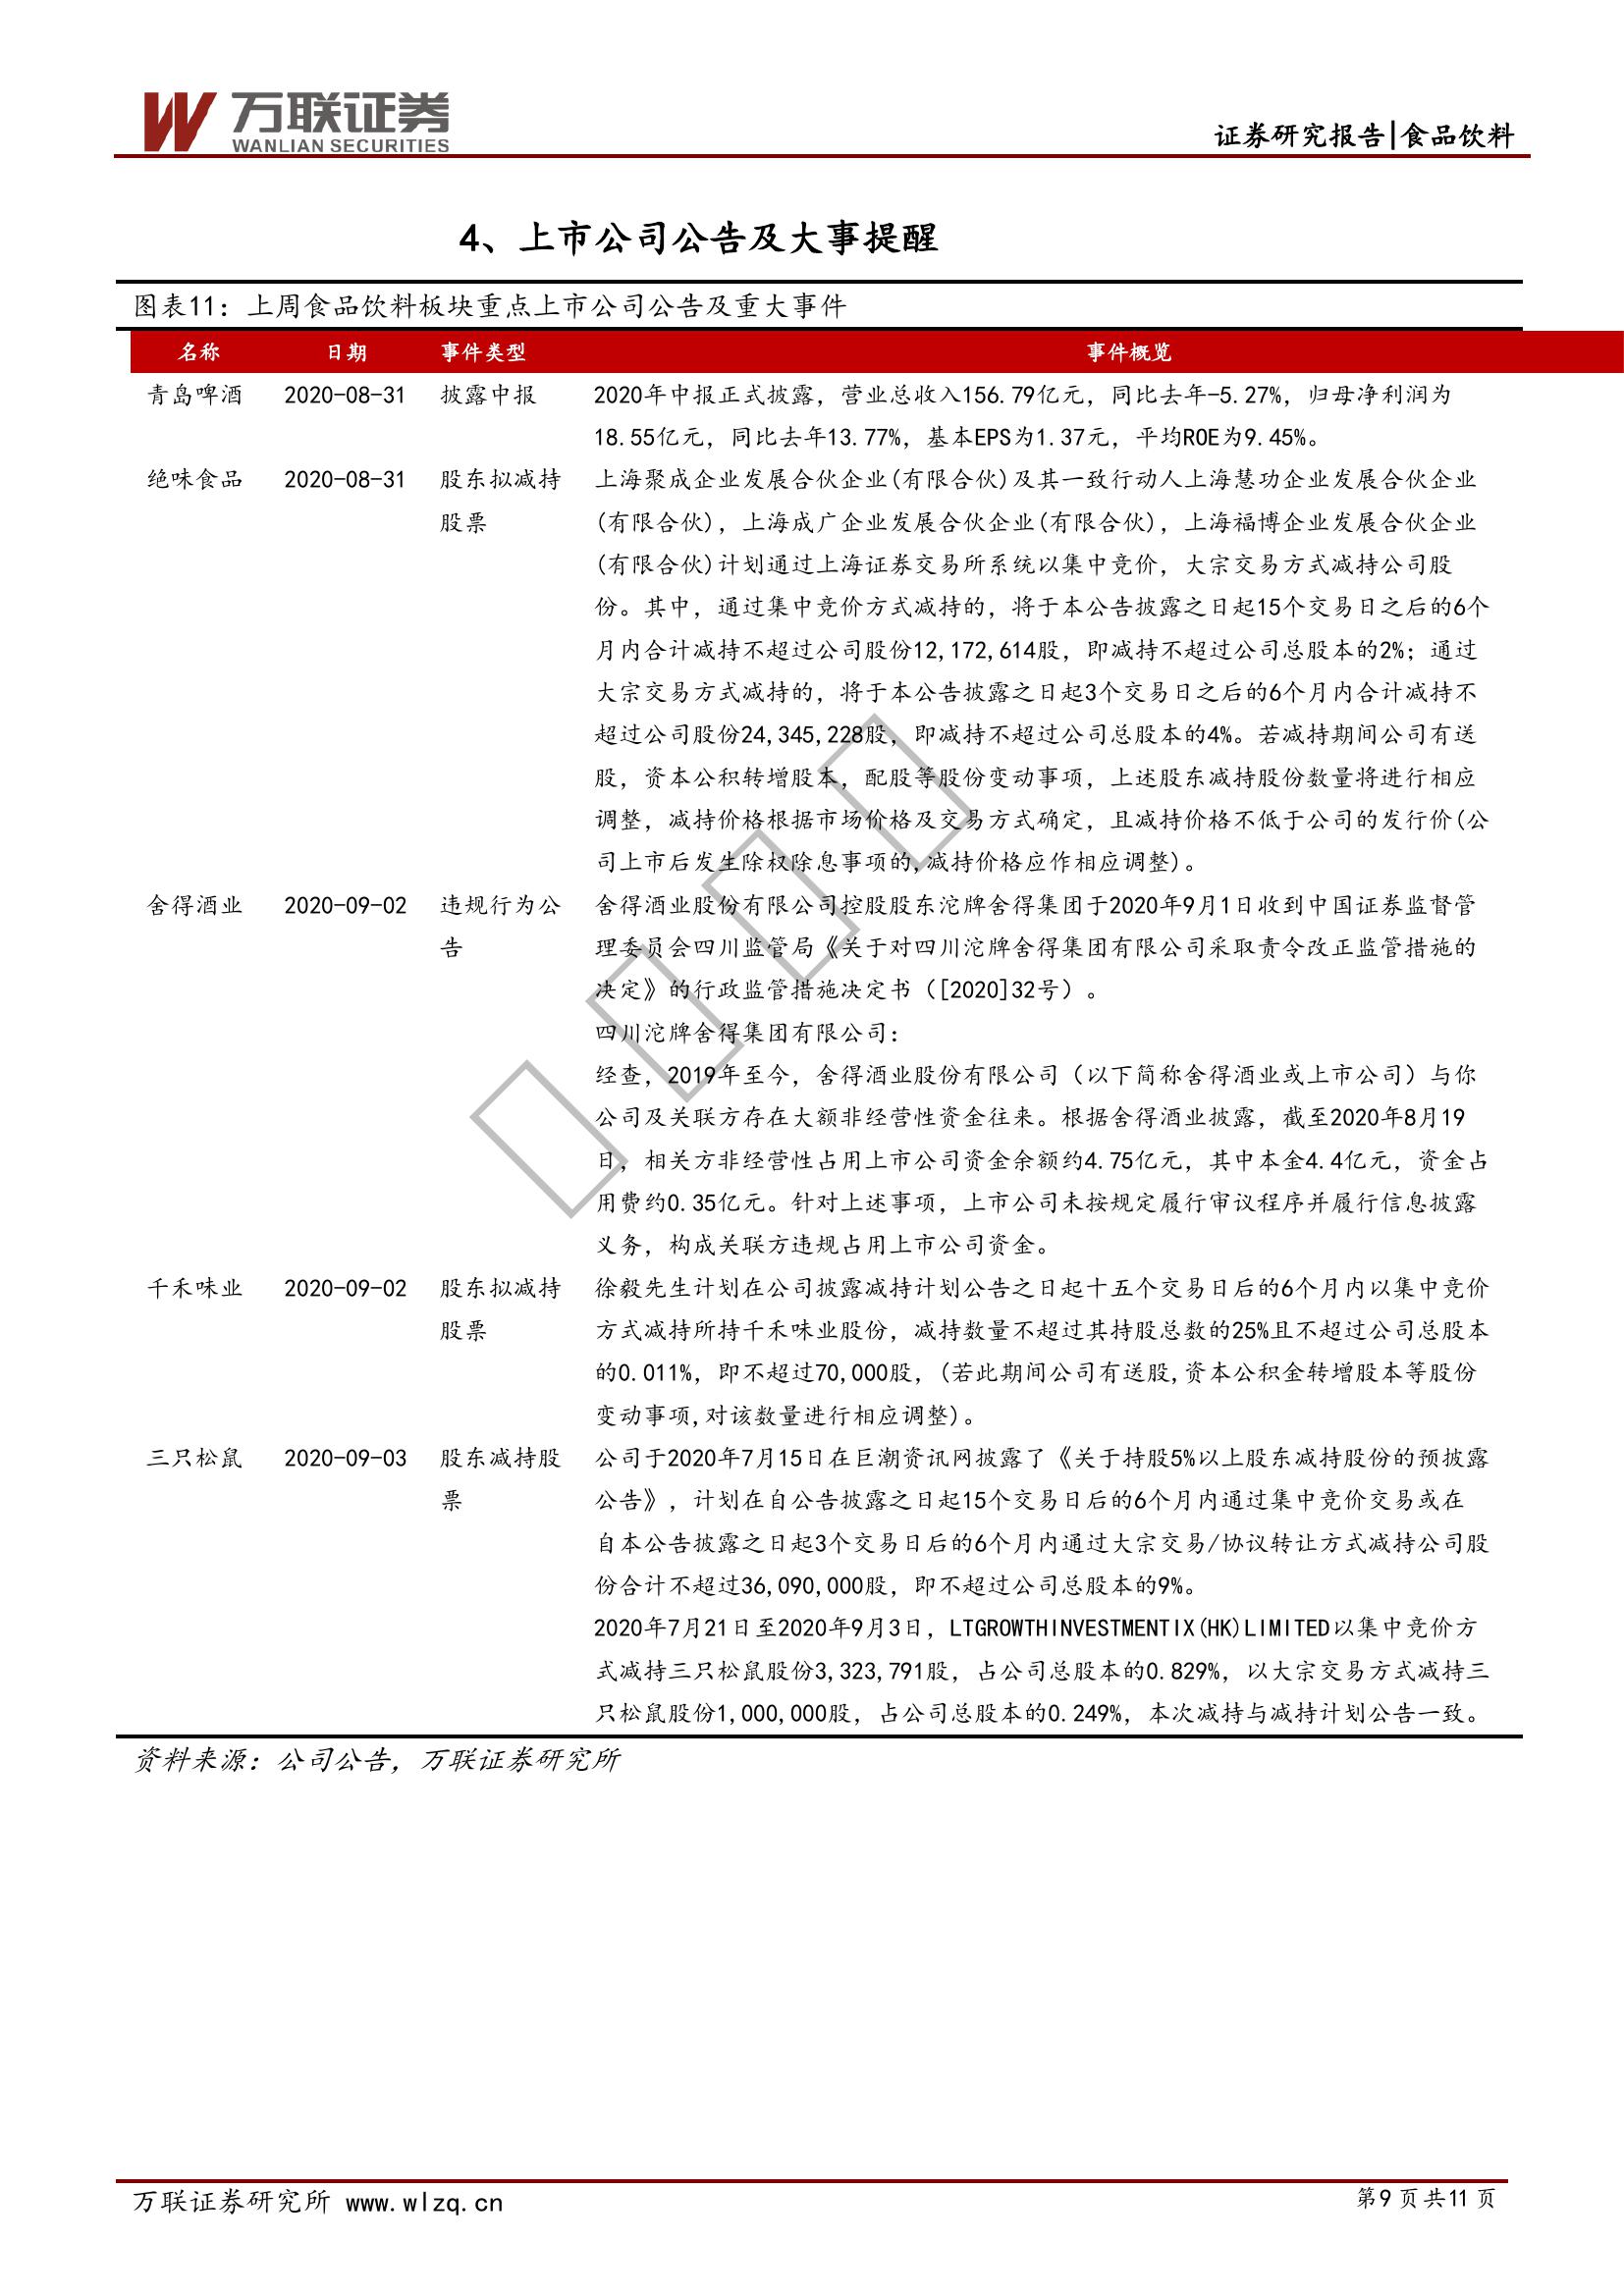 万联证券
WANLIAN SECURITIES
证券研究报告|食品饮料
4、上市公司公告及大事提醒
图表11：上周食品饮料板块重点上市公司公告及重大事件
名称 日期 事件类型 事件概览
青岛啤酒 2020-08-31 披露中报 2020年中报正式披露，营业总收入156.79亿元，同比去年-5.27%，归母净利润为
18.55亿元，同比去年13.77%，基本EPS为1.37元，平均ROE为9.45%。
绝味食品 2020-08-31 股东拟减持 上海聚成企业发展合伙企业(有限合伙)及其一致行动人上海慧功企业发展合伙企业
股票 (有限合伙)，上海成广企业发展合伙企业(有限合伙)，上海福博企业发展合伙企业
(有限合伙)计划通过上海证券交易所系统以集中竞价，大宗交易方式减持公司股
份。其中，通过集中竞价方式减持的，将于本公告披露之日起15个交易日之后的6个
月内合计减持不超过公司股份12,172,614股，即减持不超过公司总股本的2%；通过
大宗交易方式减持的，将于本公告披露之日起3个交易日之后的6个月内合计减持不
超过公司股份24,345,228股，即减持不超过公司总股本的4%。若减持期间公司有送
股，资本公积转增股本，配股等股份变动事项，上述股东减持股份数量将进行相应
调整，减持价格根据市场价格及交易方式确定，且减持价格不低于公司的发行价(公
司上市后发生除权除息事项的,减持价格应作相应调整)。
舍得酒业 2020-09-02 违规行为公 舍得酒业股份有限公司控股股东沱牌舍得集团于2020年9月1日收到中国证券监督管
告 理委员会四川监管局《关于对四川沱牌舍得集团有限公司采取责令改正监管措施的
决定》的行政监管措施决定书（[2020]32号）。
四川沱牌舍得集团有限公司：
经查，2019年至今，舍得酒业股份有限公司（以下简称舍得酒业或上市公司）与你
公司及关联方存在大额非经营性资金往来。根据舍得酒业披露，截至2020年8月19
日，相关方非经营性占用上市公司资金余额约4.75亿元，其中本金4.4亿元，资金占
用费约0.35亿元。针对上述事项，上市公司未按规定履行审议程序并履行信息披露
义务，构成关联方违规占用上市公司资金。
千禾味业 2020-09-02 股东拟减持 徐毅先生计划在公司披露减持计划公告之日起十五个交易日后的6个月内以集中竞价
股票 方式减持所持千禾味业股份，减持数量不超过其持股总数的25%且不超过公司总股本
的0.011%，即不超过70,000股，(若此期间公司有送股,资本公积金转增股本等股份
变动事项,对该数量进行相应调整)。
三只松鼠 2020-09-03 股东减持股 公司于2020年7月15日在巨潮资讯网披露了《关于持股5%以上股东减持股份的预披露
票 公告》，计划在自公告披露之日起15个交易日后的6个月内通过集中竞价交易或在
自本公告披露之日起3个交易日后的6个月内通过大宗交易/协议转让方式减持公司股
份合计不超过36,090,000股，即不超过公司总股本的9%。
2020年7月21日至2020年9月3日，LTGROWTHINVESTMENTIX(HK)LIMITED以集中竞价方
式减持三只松鼠股份3,323,791股，占公司总股本的0.829%，以大宗交易方式减持三
只松鼠股份1,000,000股，占公司总股本的0.249%，本次减持与减持计划公告一致。
资料来源：公司公告，万联证券研究所
万联证券研究所 www.wlzq.cn 第9页共11页